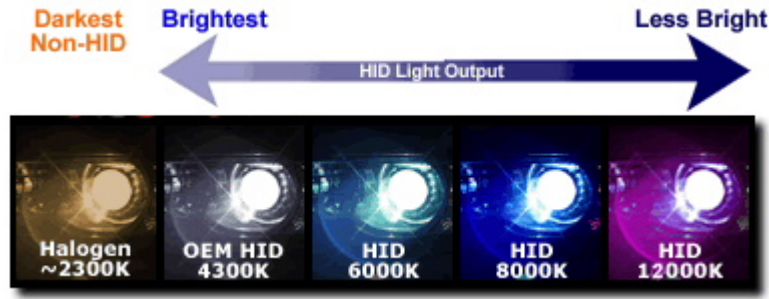 Darkest
Non-HID
Brightest
Less Bright
HID Light Output
Halogen
~2300K
OEM HID
4300K
HID
6000K
HID
8000K
HID
12000K